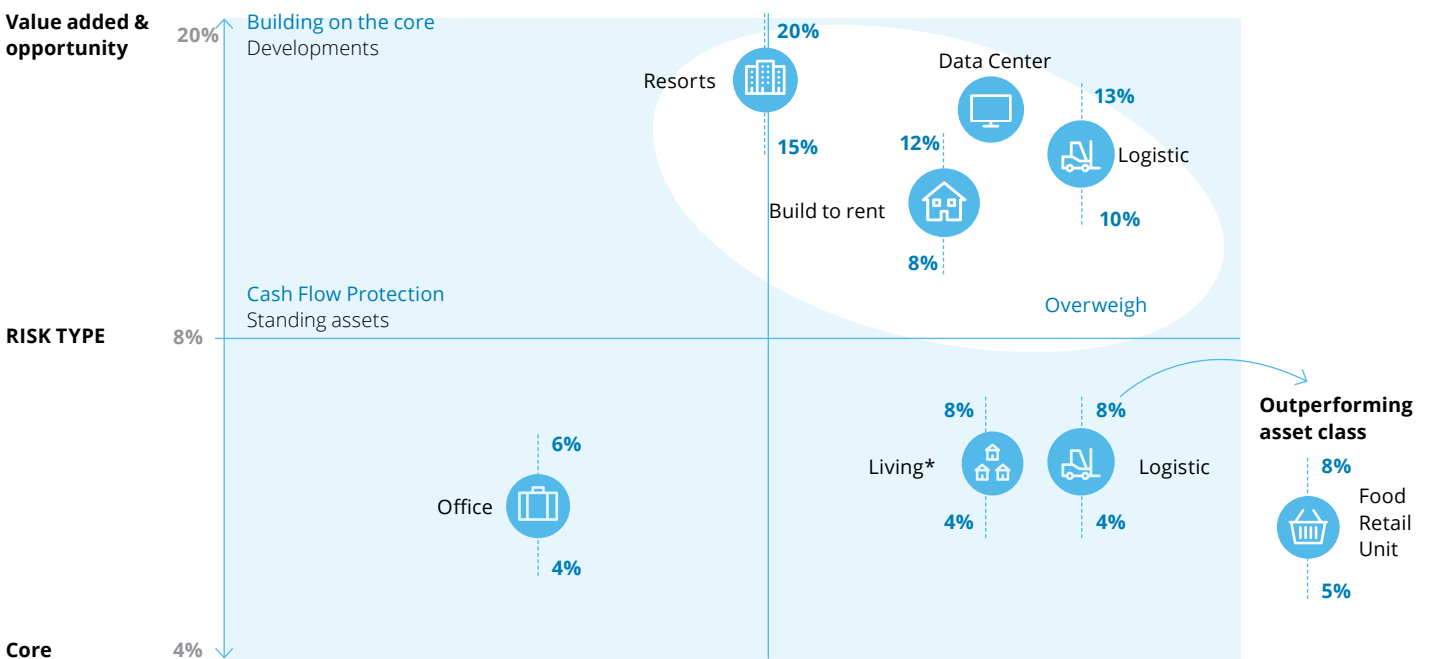 Value added &
opportunity
20%
Building on the core
Developments
20%
Resorts
15%
Data Center
13%
Logistic
10%
12%
Build to rent
8%
Cash Flow Protection
Standing assets
Overweigh
RISK TYPE
8%
6%
Office
4%
8%
Living*
4%
8%
Logistic
4%
Outperforming
asset class
8%
Food
Retail
Unit
5%
Core
4%